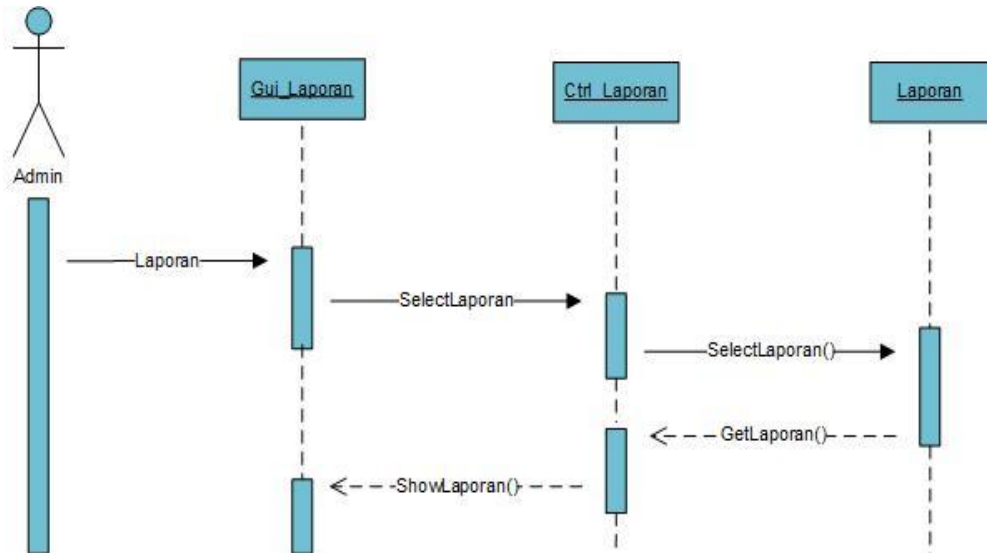 Gui_Laporan
Ctrl_Laporan
Laporan
Admin
Laporan
SelectLaporan
SelectLaporan()
GetLaporan()
ShowLaporan()